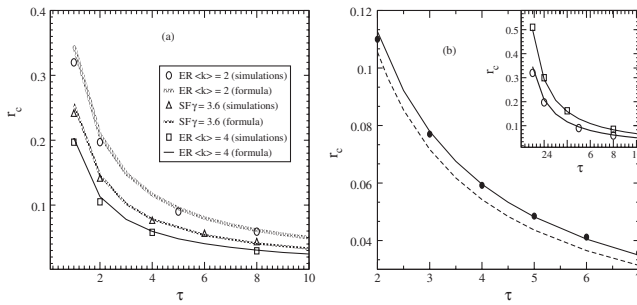 (a)
0.4
0.3
0.2
0.1
r_c
ER <k> = 2 (simulations)
ER <k> = 2 (formula)
SFγ = 3.6 (simulations)
SFγ = 3.6 (formula)
ER <k> = 4 (simulations)
ER <k> = 4 (formula)
2 4 6 8 10
τ
(b)
0.12
0.1
0.08
0.06
0.04
r_c
2 3 4 5 6 7
τ
0.5
0.4
0.3
0.2
0.1
r_c
2 4 6 8 1
τ